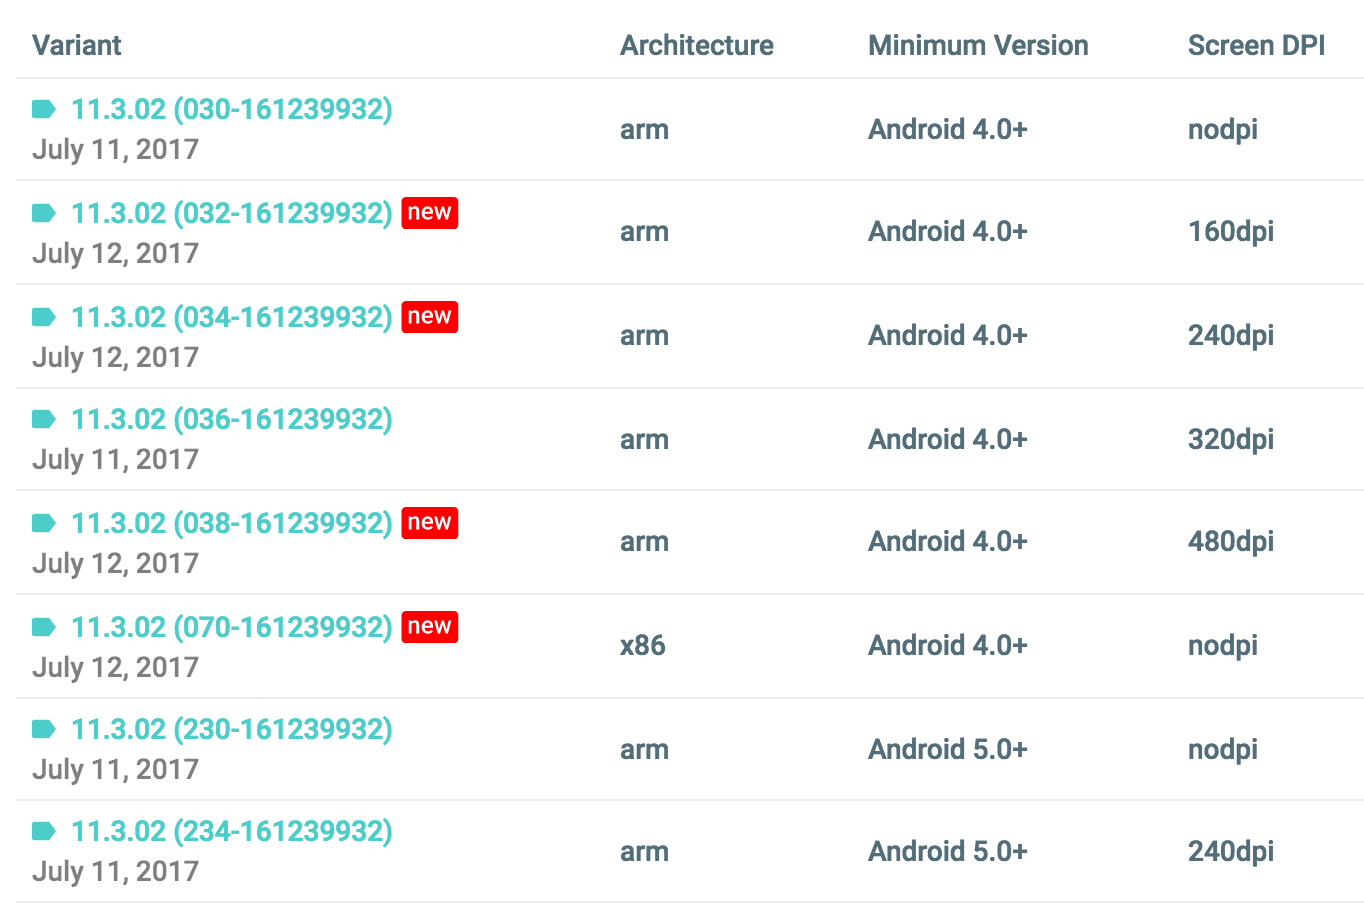 Variant Architecture Minimum Version Screen DPI
11.3.02 (030-161239932)
July 11, 2017
arm Android 4.0+ nodpi
11.3.02 (032-161239932) new
July 12, 2017
arm Android 4.0+ 160dpi
11.3.02 (034-161239932) new
July 12, 2017
arm Android 4.0+ 240dpi
11.3.02 (036-161239932)
July 11, 2017
arm Android 4.0+ 320dpi
11.3.02 (038-161239932) new
July 12, 2017
arm Android 4.0+ 480dpi
11.3.02 (070-161239932) new
July 12, 2017
x86 Android 4.0+ nodpi
11.3.02 (230-161239932)
July 11, 2017
arm Android 5.0+ nodpi
11.3.02 (234-161239932)
July 11, 2017
arm Android 5.0+ 240dpi